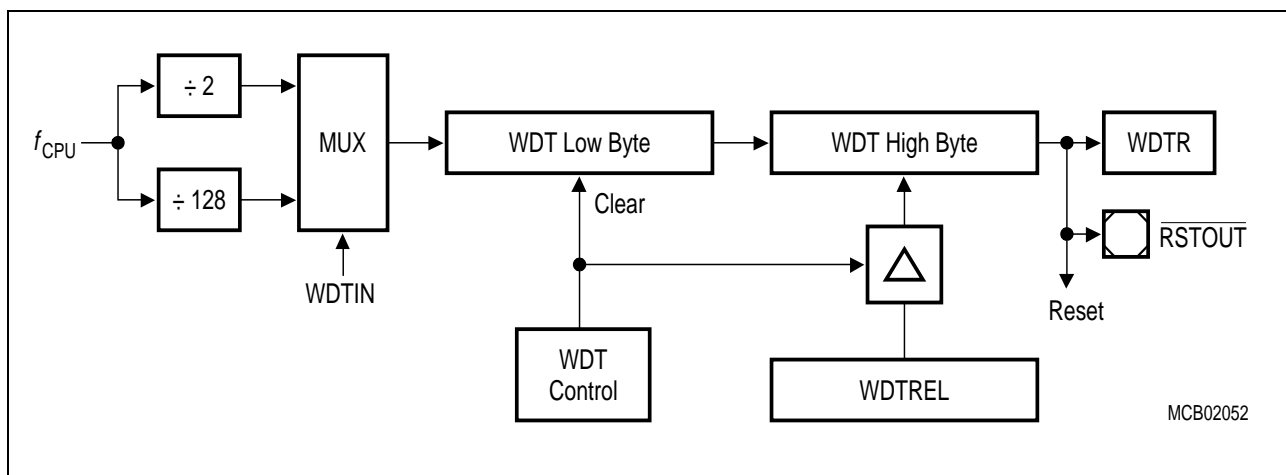 ÷ 2
fCPU
÷ 128
MUX
WDTIN
WDT Low Byte
Clear
WDT
Control
WDT High Byte
WDTREL
WDTR
RSTOUT
Reset
MCB02052